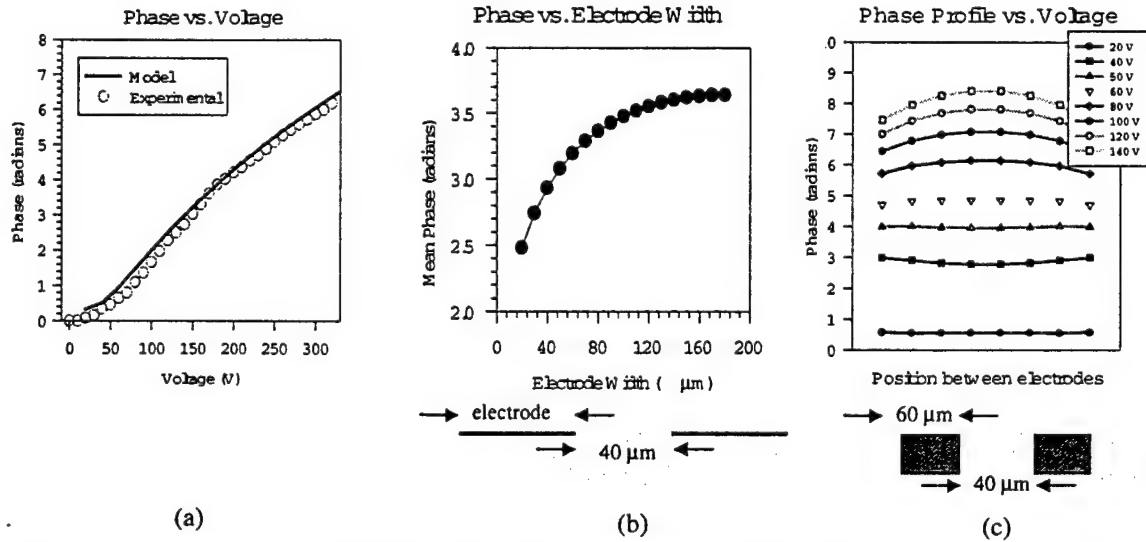 Phase vs. Voltage
8
7
6
5
4
3
2
1
0
Model
Experimental
Phase (radians)
0 50 100 150 200 250 300
Voltage (V)
(a)
Phase vs. Electrode Width
4.0
3.5
3.0
2.5
2.0
Mean Phase (radians)
0 40 80 120 160 200
Electrode Width ( μm)
electrode
40 μm
(b)
Phase Profile vs. Voltage
0
9
8
7
6
5
4
3
2
1
0
Phase (radians)
20 V
40 V
50 V
60 V
80 V
100 V
120 V
140 V
Position between electrodes
60 μm
40 μm
(c)